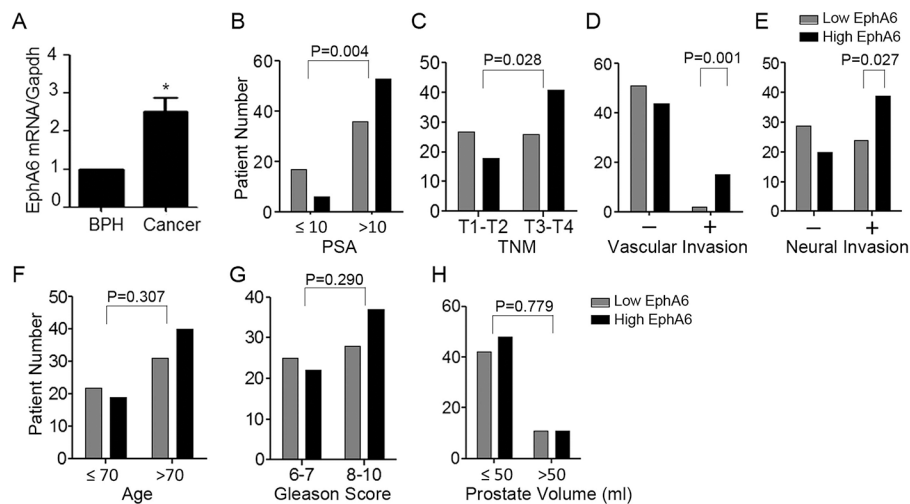 A
EphA6 mRNA/Gapdh
4
3
2
1
0
*
BPH Cancer
B
Patient Number
60
40
20
0
P=0.004
≤ 10 >10
PSA
C
50
40
30
20
10
0
P=0.028
T1-T2 T3-T4
TNM
D
60
40
20
0
P=0.001
− +
Vascular Invasion
E
Low EphA6
High EphA6
50
40
30
20
10
0
P=0.027
− +
Neural Invasion
F
Patient Number
50
40
30
20
10
0
P=0.307
≤ 70 >70
Age
G
40
30
20
10
0
P=0.290
6-7 8-10
Gleason Score
H
60
40
20
0
P=0.779
≤ 50 >50
Prostate Volume (ml)
Low EphA6
High EphA6